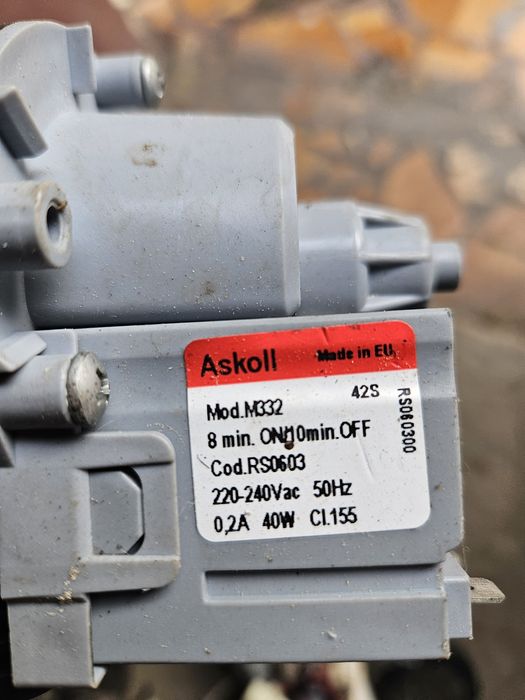 Askoll Made in EU
Mod.M332 42S
8 min. ON/10min.OFF
Cod.RS0603
220-240Vac 50Hz
0,2A 40W Cl.155
RS060300